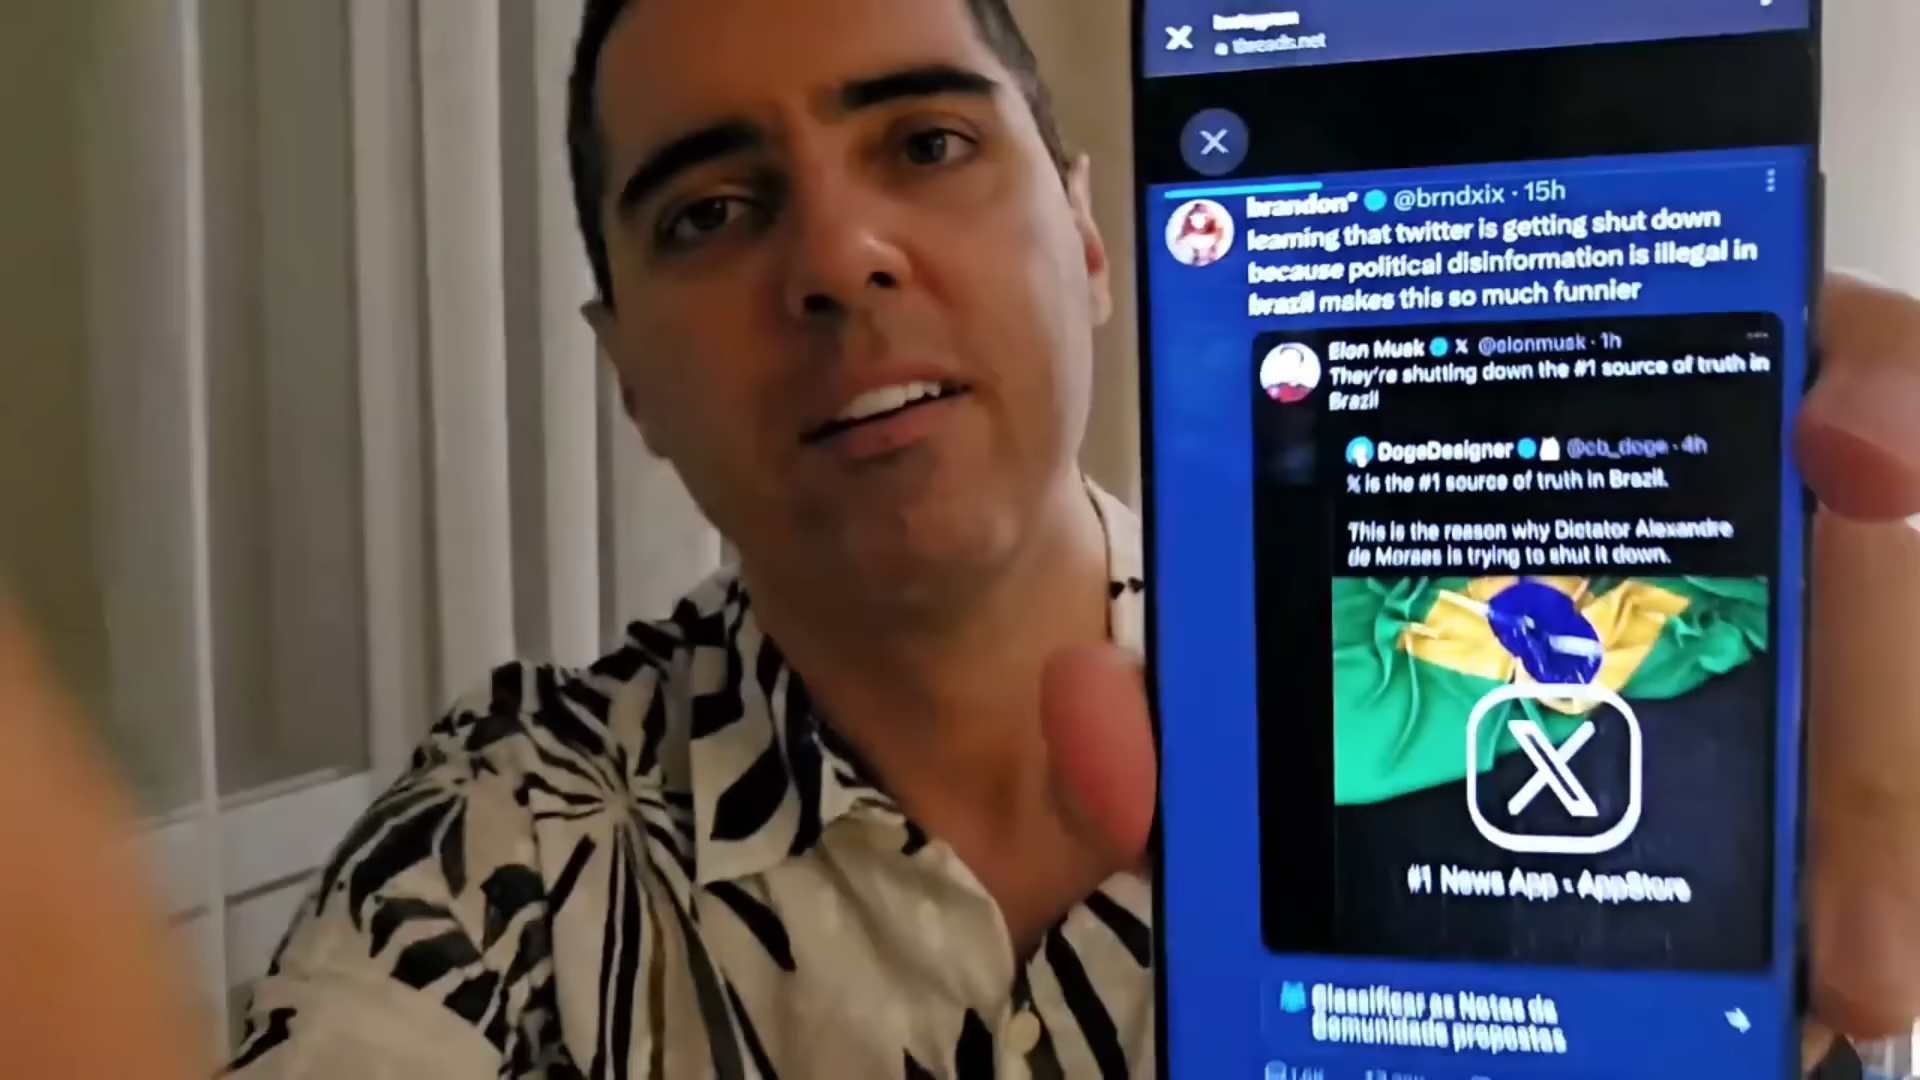 Instagram
threads.net
brandon* @brndxix · 15h
learning that twitter is getting shut down
because political disinformation is illegal in
brazil makes this so much funnier
Elon Musk X @elonmusk · 1h
They're shutting down the #1 source of truth in
Brazil
DogeDesigner @cb_doge · 4h
X is the #1 source of truth in Brazil.
This is the reason why Dictator Alexandre
de Moraes is trying to shut it down.
X
#1 News App - AppStore
Classificar as Notas da
Comunidade propostas